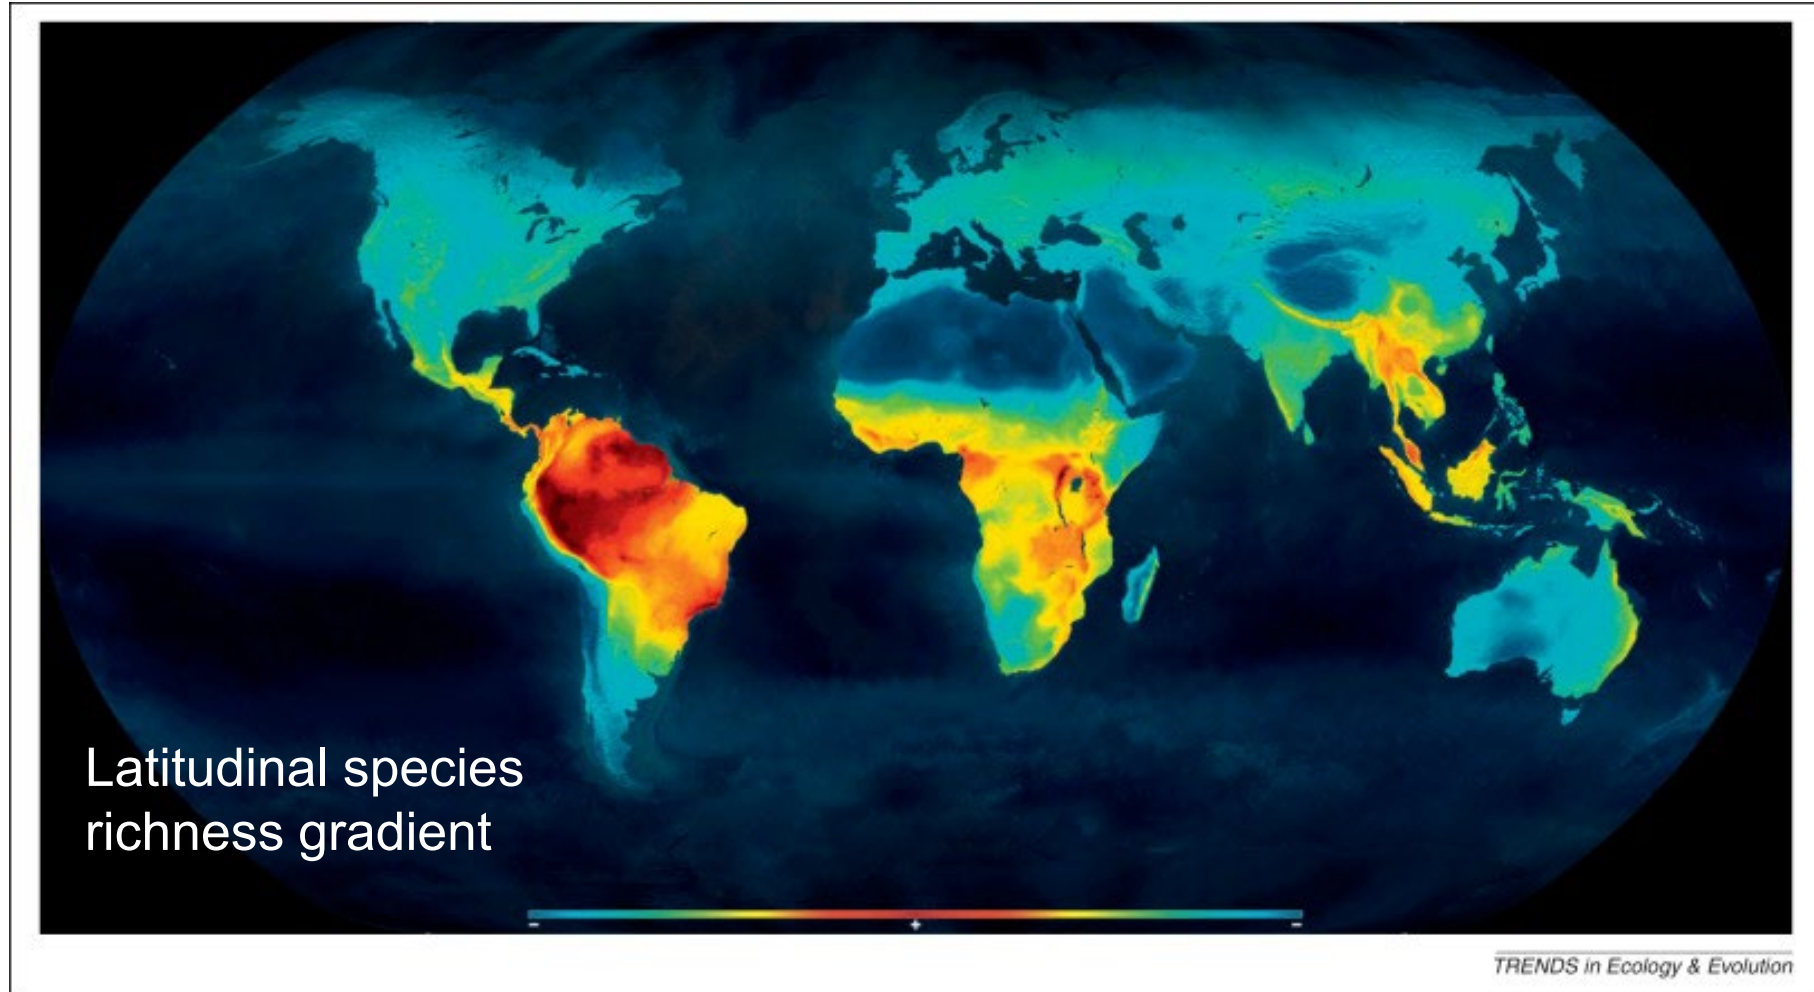 Latitudinal species
richness gradient
- + -
TRENDS in Ecology & Evolution